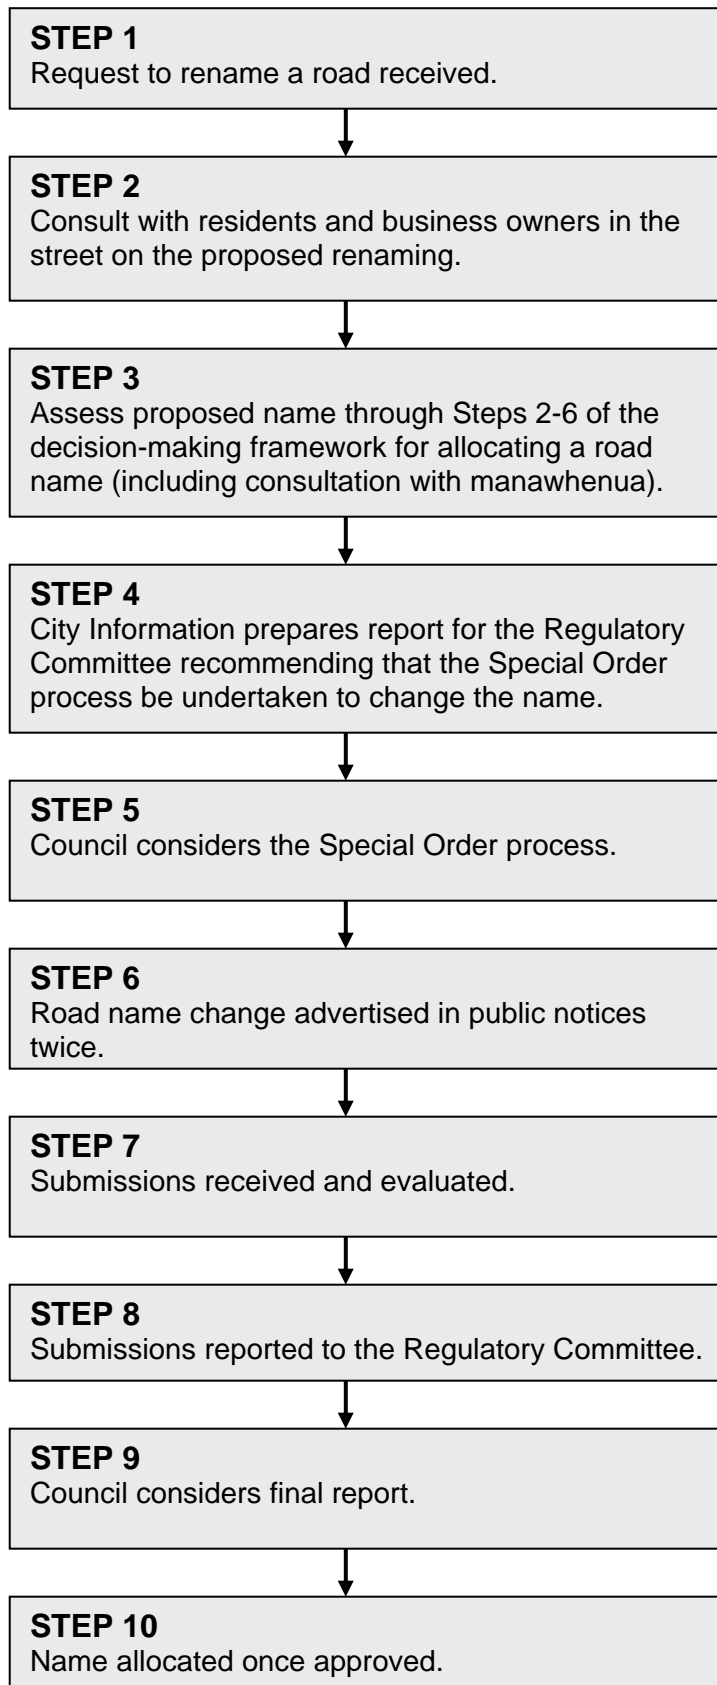 STEP 1
Request to rename a road received.
STEP 2
Consult with residents and business owners in the
street on the proposed renaming.
STEP 3
Assess proposed name through Steps 2-6 of the
decision-making framework for allocating a road
name (including consultation with manawhenua).
STEP 4
City Information prepares report for the Regulatory
Committee recommending that the Special Order
process be undertaken to change the name.
STEP 5
Council considers the Special Order process.
STEP 6
Road name change advertised in public notices
twice.
STEP 7
Submissions received and evaluated.
STEP 8
Submissions reported to the Regulatory Committee.
STEP 9
Council considers final report.
STEP 10
Name allocated once approved.